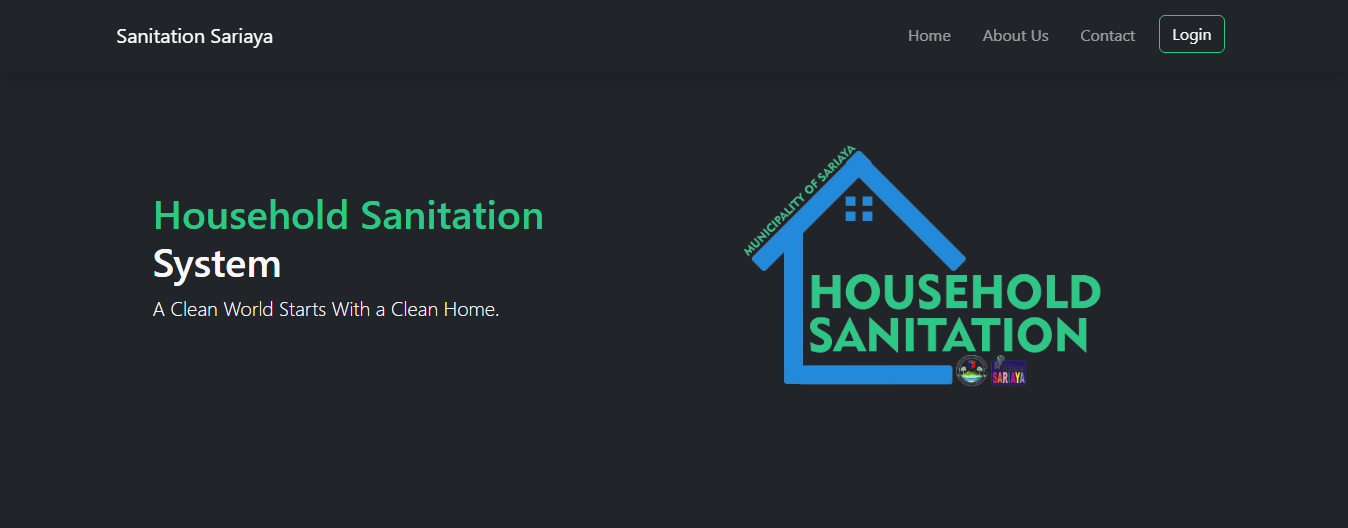 Sanitation Sariaya
Home
About Us
Contact
Login
Household Sanitation
System
A Clean World Starts With a Clean Home.
MUNICIPALITY OF SARIAYA
HOUSEHOLD
SANITATION
SARIAYA